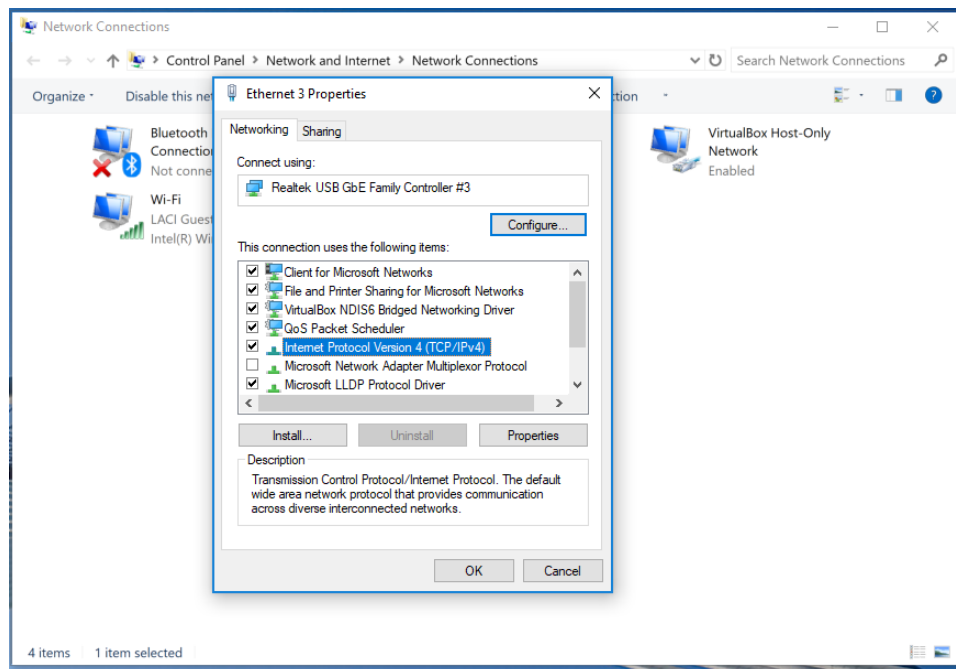 Network Connections
Control Panel > Network and Internet > Network Connections
Search Network Connections
Organize
Disable this net
ction
Bluetooth
Connection
Not conne
Wi-Fi
LACI Guest
Intel(R) Wi
VirtualBox Host-Only
Network
Enabled
Ethernet 3 Properties
Networking
Sharing
Connect using:
Realtek USB GbE Family Controller #3
Configure...
This connection uses the following items:
Client for Microsoft Networks
File and Printer Sharing for Microsoft Networks
VirtualBox NDIS6 Bridged Networking Driver
QoS Packet Scheduler
Internet Protocol Version 4 (TCP/IPv4)
Microsoft Network Adapter Multiplexor Protocol
Microsoft LLDP Protocol Driver
Install...
Uninstall
Properties
Description
Transmission Control Protocol/Internet Protocol. The default
wide area network protocol that provides communication
across diverse interconnected networks.
OK
Cancel
4 items
1 item selected